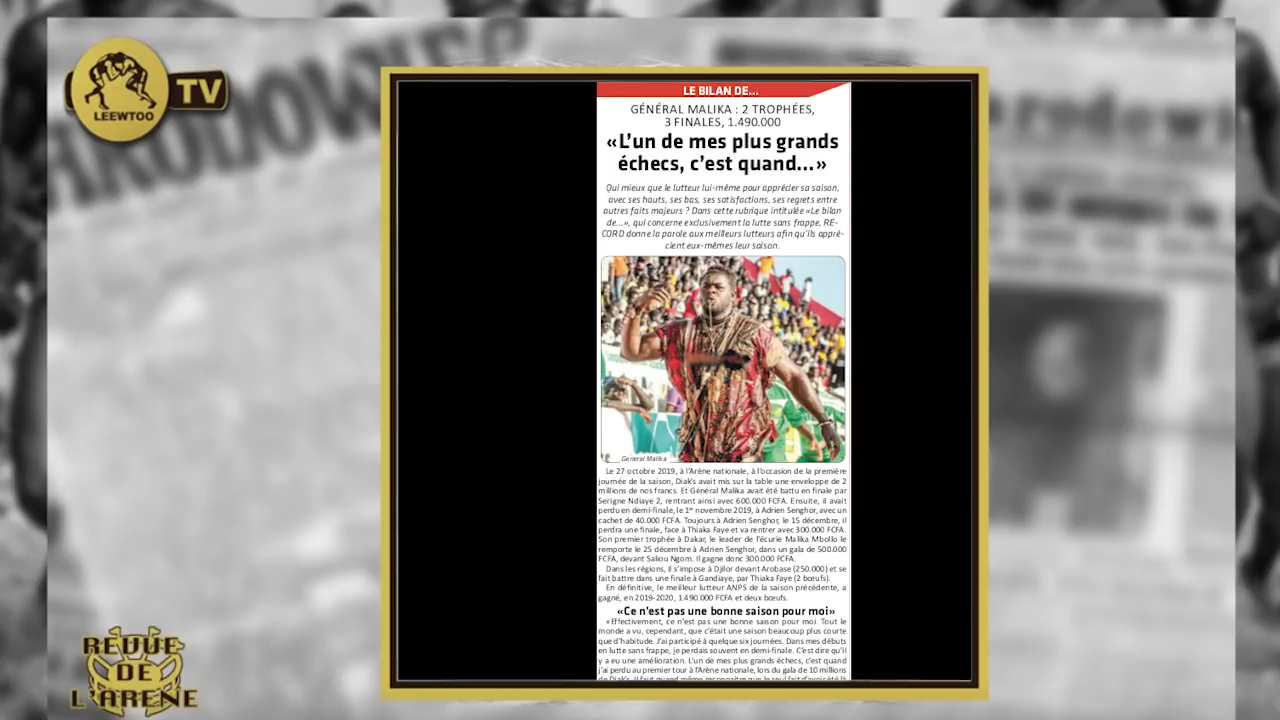 LEEWTOO
TV
LE BILAN DE...
GÉNÉRAL MALIKA : 2 TROPHÉES,
3 FINALES, 1.490.000
«L’un de mes plus grands
échecs, c’est quand...»
Qui mieux que le lutteur lui-même pour apprécier sa saison,
avec ses hauts, ses bas, ses satisfactions, ses regrets entre
autres faits majeurs ? Dans cette rubrique intitulée «Le bilan
de...», qui concerne exclusivement la lutte sans frappe, RE-
CORD donne la parole aux meilleurs lutteurs afin qu’ils appré-
cient eux-mêmes leur saison.
General Malika
Le 27 octobre 2019, à l’Arène nationale, à l’occasion de la première
journée de la saison, Diak’s avait mis sur la table une enveloppe de 2
millions de nos francs. Et Général Malika avait été battu en finale par
Serigne Ndiaye 2, rentrant ainsi avec 600.000 FCFA. Ensuite, il avait
perdu en demi-finale, le 1er novembre 2019, à Adrien Senghor, avec un
cachet de 40.000 FCFA. Toujours à Adrien Senghor, le 15 décembre, il
perdra une finale, face à Thiaka Faye et va rentrer avec 300.000 FCFA.
Son premier trophée à Dakar, le leader de l’écurie Malika Mbollo le
remporte le 25 décembre à Adrien Senghor, dans un gala de 500.000
FCFA, devant Saliou Ngom. Il gagne donc 300.000 FCFA.
Dans les régions, il s’impose à Djilor devant Arobase (250.000) et se
fait battre dans une finale à Gandiaye, par Thiaka Faye (2 bœufs).
En définitive, le meilleur lutteur ANPS de la saison précédente, a
gagné, en 2019-2020, 1.490.000 FCFA et deux bœufs.
«Ce n’est pas une bonne saison pour moi»
«Effectivement, ce n’est pas une bonne saison pour moi. Tout le
monde a vu, cependant, que c’était une saison beaucoup plus courte
que d’habitude. J’ai participé à quelque six journées. Dans mes débuts
en lutte sans frappe, je perdais souvent en demi-finale. C’est dire qu’il
y a eu une amélioration. L’un de mes plus grands échecs, c’est quand
j’ai perdu au premier tour à l’Arène nationale, lors du gala de 10 millions
de Diak’s, il faut quand même reconnaitre que le seul fait d’avoir été là
REVUE
DE
L'ARENE